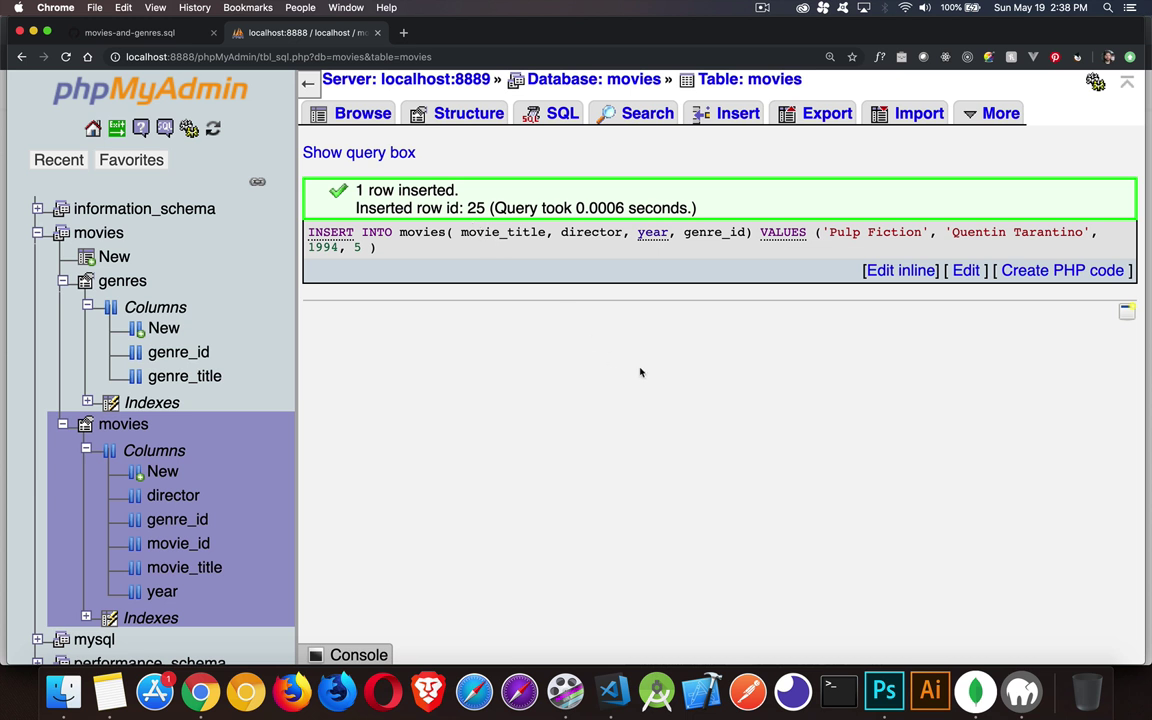 Chrome File Edit View History Bookmarks People Window Help 100% Sun May 19 2:38 PM
movies-and-genres.sql localhost:8888 / localhost / mo
localhost:8888/phpMyAdmin/tbl_sql.php?db=movies&table=movies
phpMyAdmin
Recent Favorites
information_schema
movies
New
genres
Columns
New
genre_id
genre_title
Indexes
movies
Columns
New
director
genre_id
movie_id
movie_title
year
Indexes
mysql
performance_schema
Server: localhost:8889 » Database: movies » Table: movies
Browse Structure SQL Search Insert Export Import More
Show query box
1 row inserted.
Inserted row id: 25 (Query took 0.0006 seconds.)
INSERT INTO movies( movie_title, director, year, genre_id) VALUES ('Pulp Fiction', 'Quentin Tarantino',
1994, 5 )
[Edit inline] [ Edit ] [ Create PHP code ]
Console
1
Ps
Ai